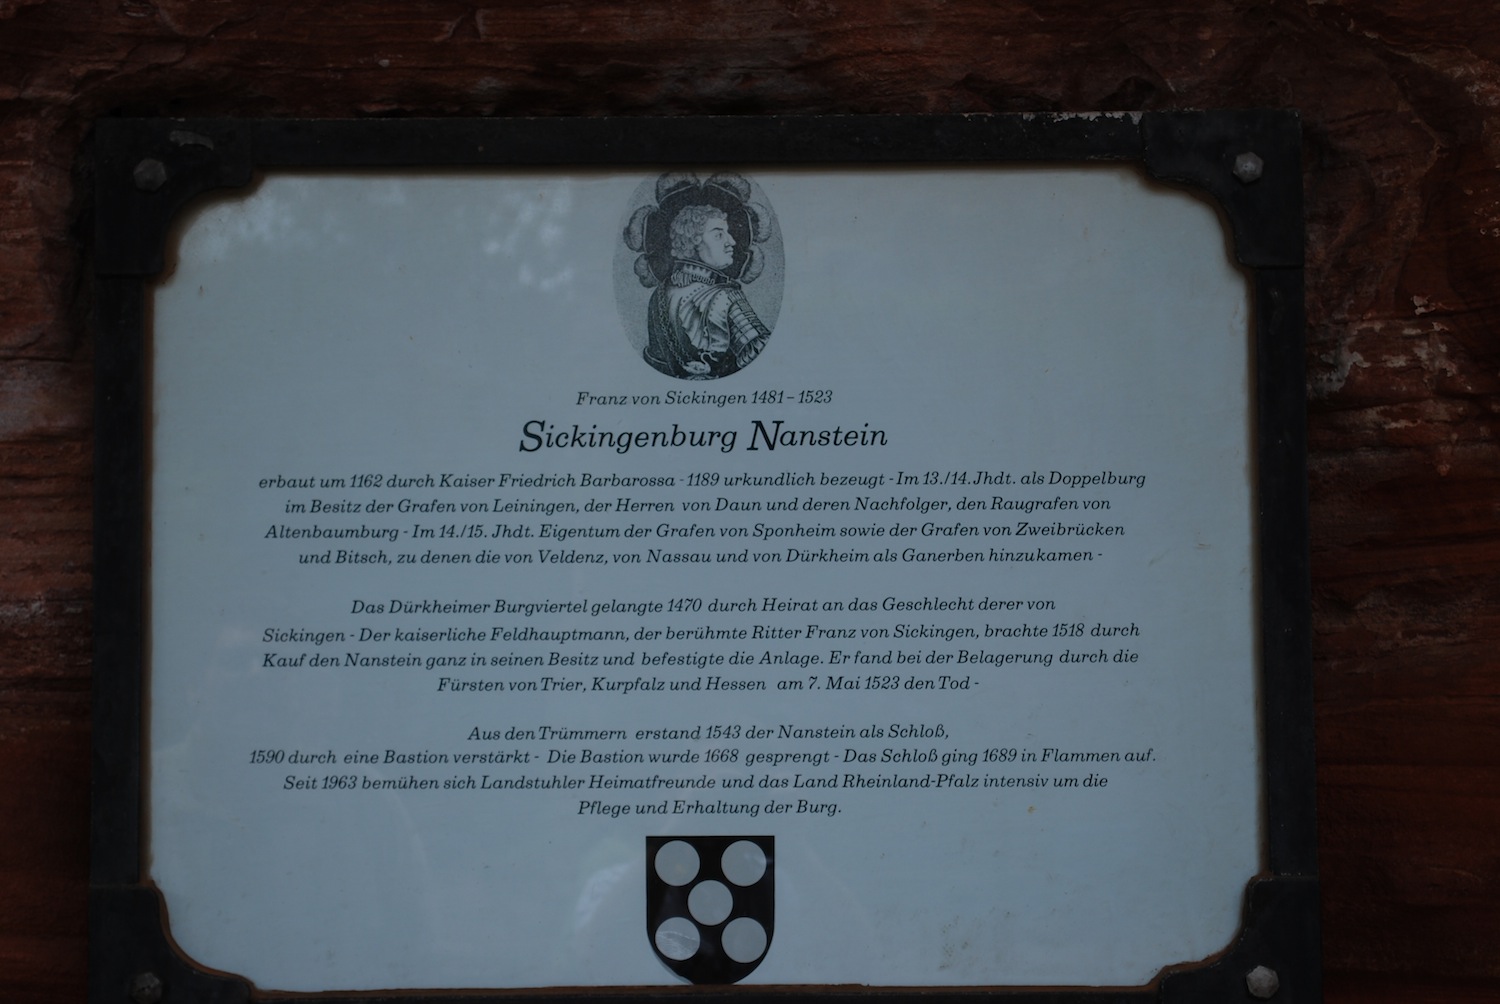 Franz von Sickingen 1481 – 1523
Sickingenburg Nanstein
erbaut um 1162 durch Kaiser Friedrich Barbarossa - 1189 urkundlich bezeugt - Im 13./14. Jhdt. als Doppelburg
im Besitz der Grafen von Leiningen, der Herren von Daun und deren Nachfolger, den Raugrafen von
Altenbaumburg - Im 14./15. Jhdt. Eigentum der Grafen von Sponheim sowie der Grafen von Zweibrücken
und Bitsch, zu denen die von Veldenz, von Nassau und von Dürkheim als Ganerben hinzukamen -
Das Dürkheimer Burgviertel gelangte 1470 durch Heirat an das Geschlecht derer von
Sickingen - Der kaiserliche Feldhauptmann, der berühmte Ritter Franz von Sickingen, brachte 1518 durch
Kauf den Nanstein ganz in seinen Besitz und befestigte die Anlage. Er fand bei der Belagerung durch die
Fürsten von Trier, Kurpfalz und Hessen am 7. Mai 1523 den Tod -
Aus den Trümmern erstand 1543 der Nanstein als Schloß,
1590 durch eine Bastion verstärkt - Die Bastion wurde 1668 gesprengt - Das Schloß ging 1689 in Flammen auf.
Seit 1963 bemühen sich Landstuhler Heimatfreunde und das Land Rheinland-Pfalz intensiv um die
Pflege und Erhaltung der Burg.